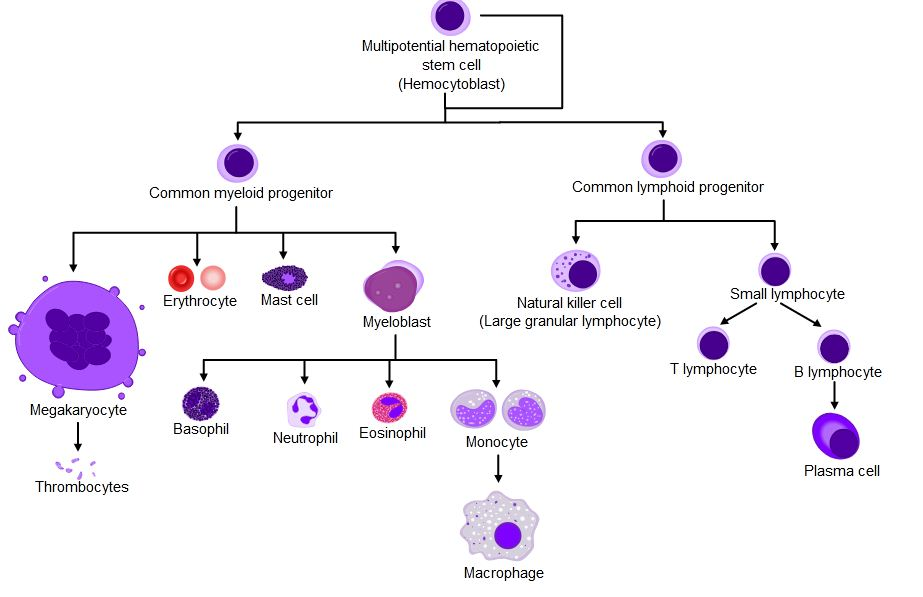 Multipotential hematopoietic
stem cell
(Hemocytoblast)
Common myeloid progenitor
Common lymphoid progenitor
Erythrocyte
Mast cell
Myeloblast
Natural killer cell
(Large granular lymphocyte)
Small lymphocyte
T lymphocyte
B lymphocyte
Megakaryocyte
Basophil
Neutrophil
Eosinophil
Monocyte
Plasma cell
Thrombocytes
Macrophage